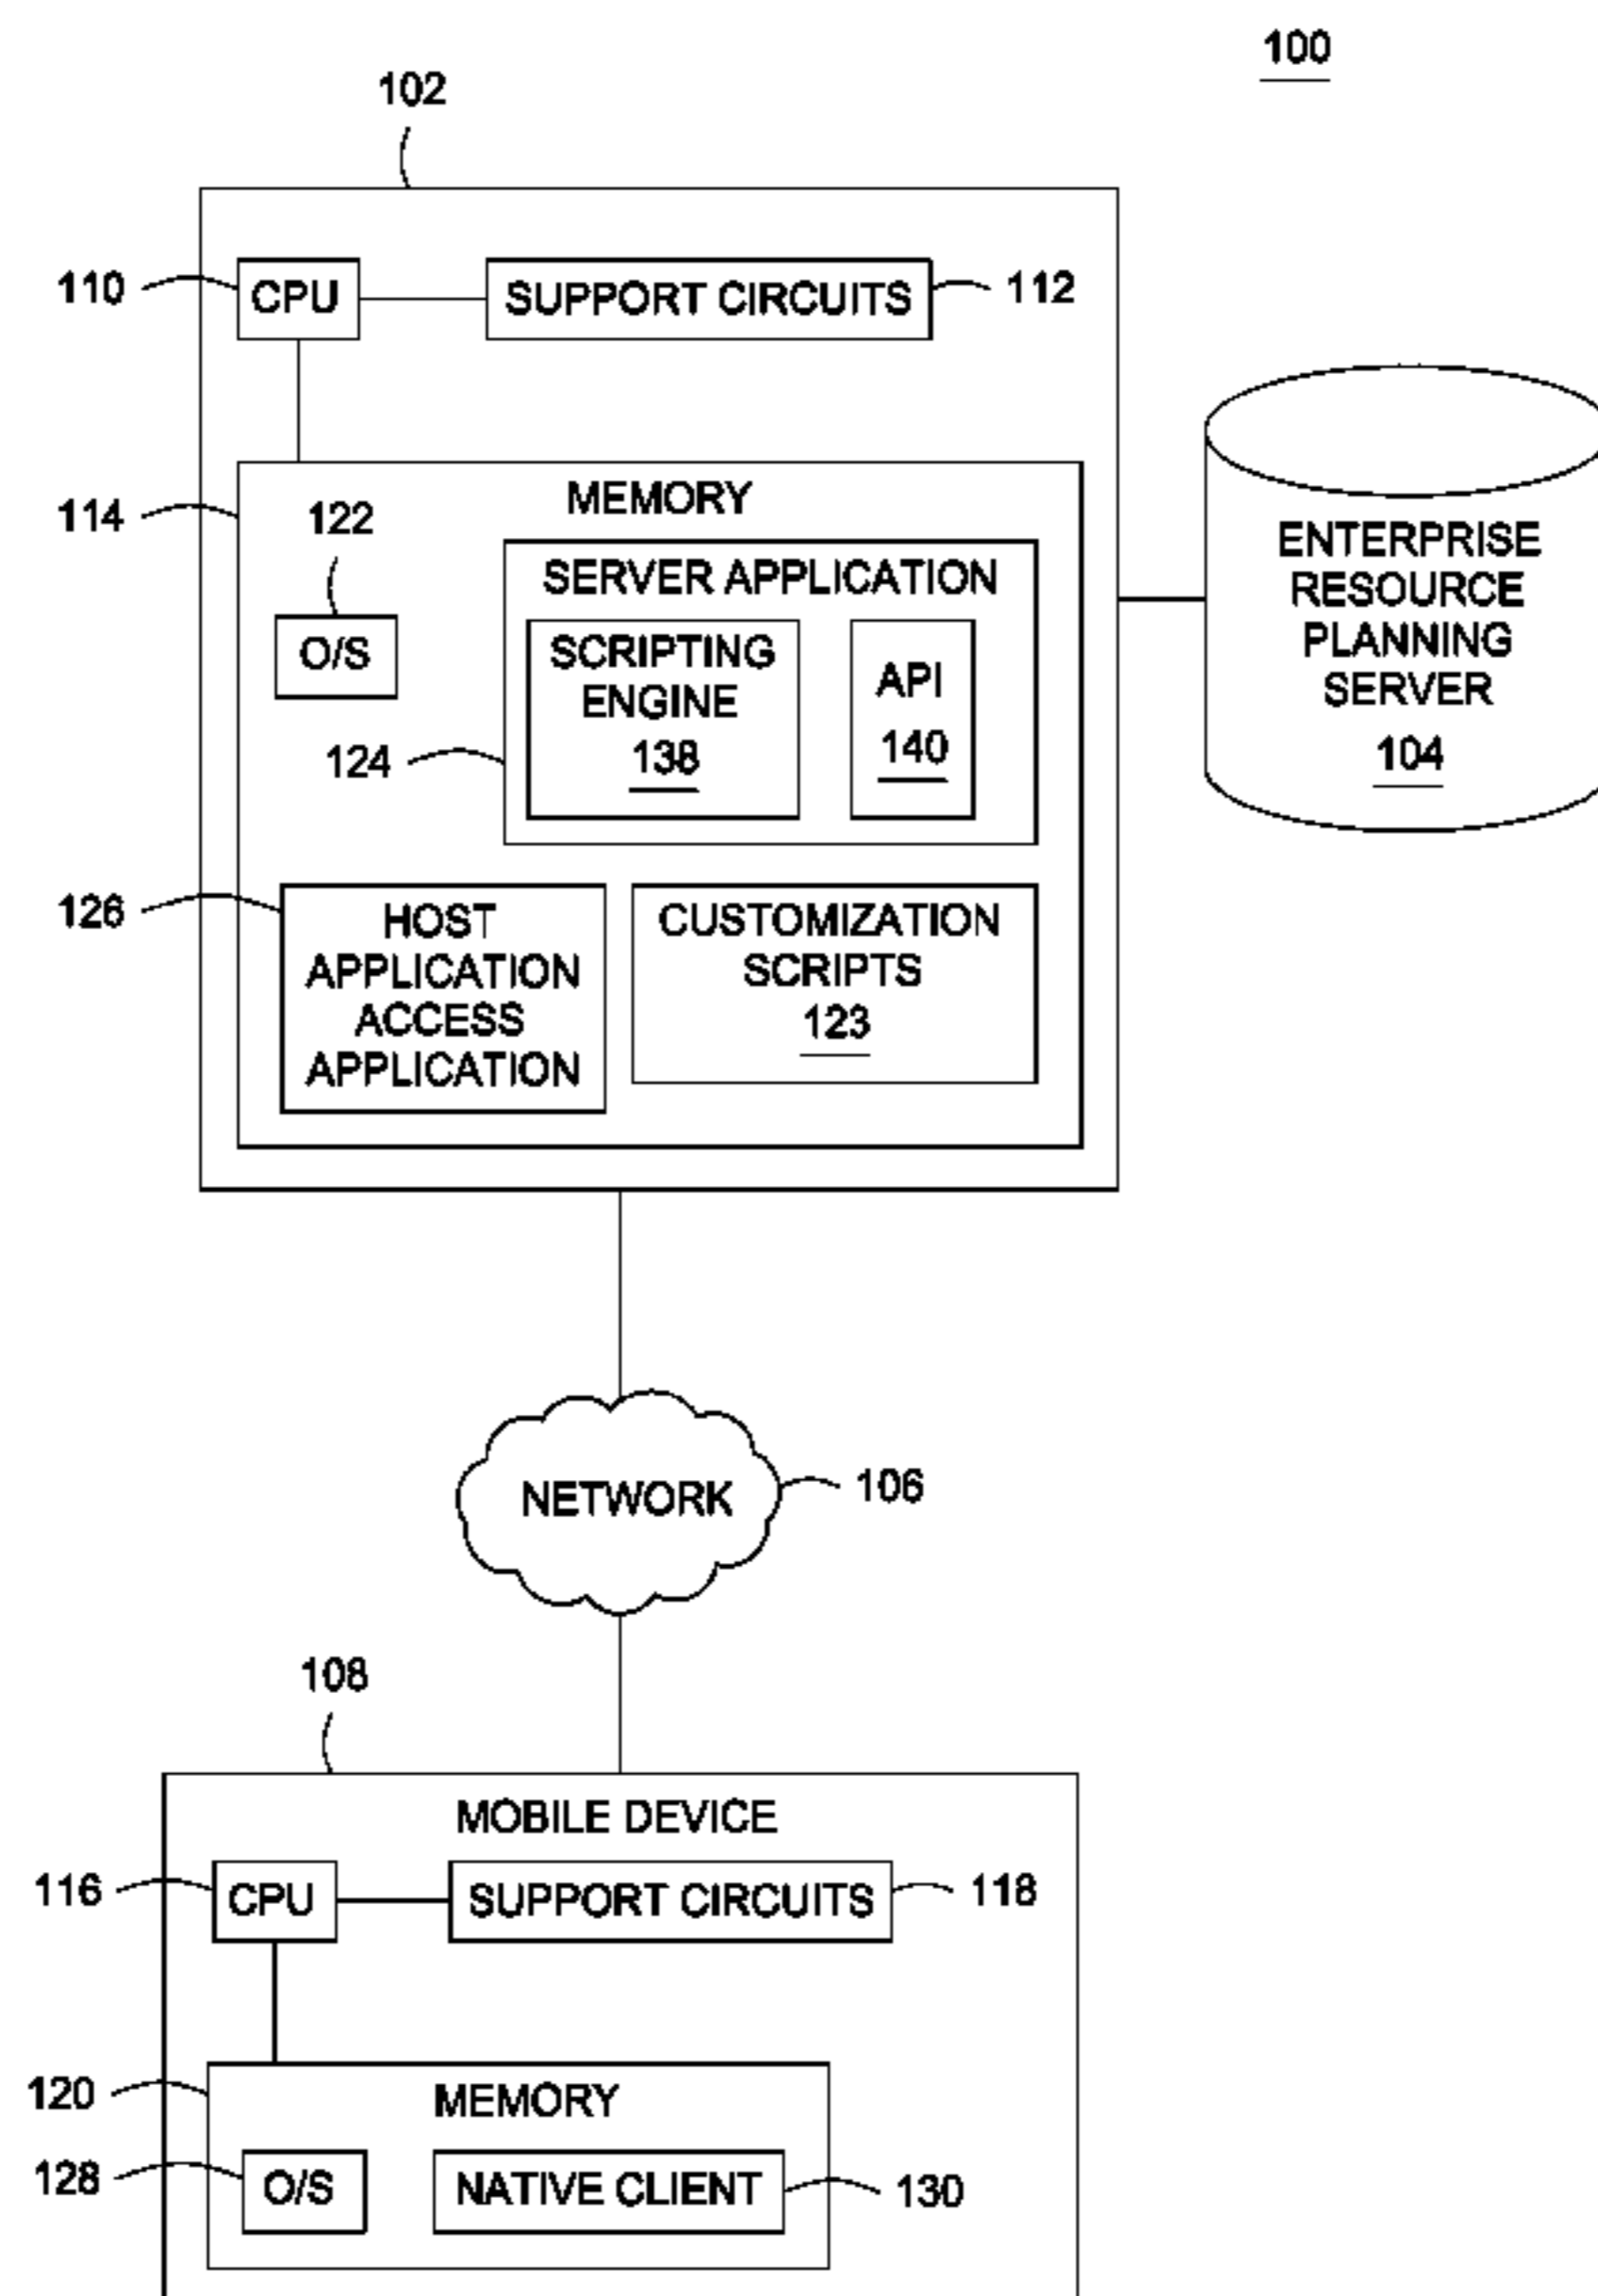 100
102
110
CPU
SUPPORT CIRCUITS
112
114
MEMORY
122
O/S
SERVER APPLICATION
SCRIPTING
ENGINE
138
API
140
124
ENTERPRISE
RESOURCE
PLANNING
SERVER
104
126
HOST
APPLICATION
ACCESS
APPLICATION
CUSTOMIZATION
SCRIPTS
123
NETWORK
106
108
MOBILE DEVICE
116
CPU
SUPPORT CIRCUITS
118
120
MEMORY
128
O/S
NATIVE CLIENT
130